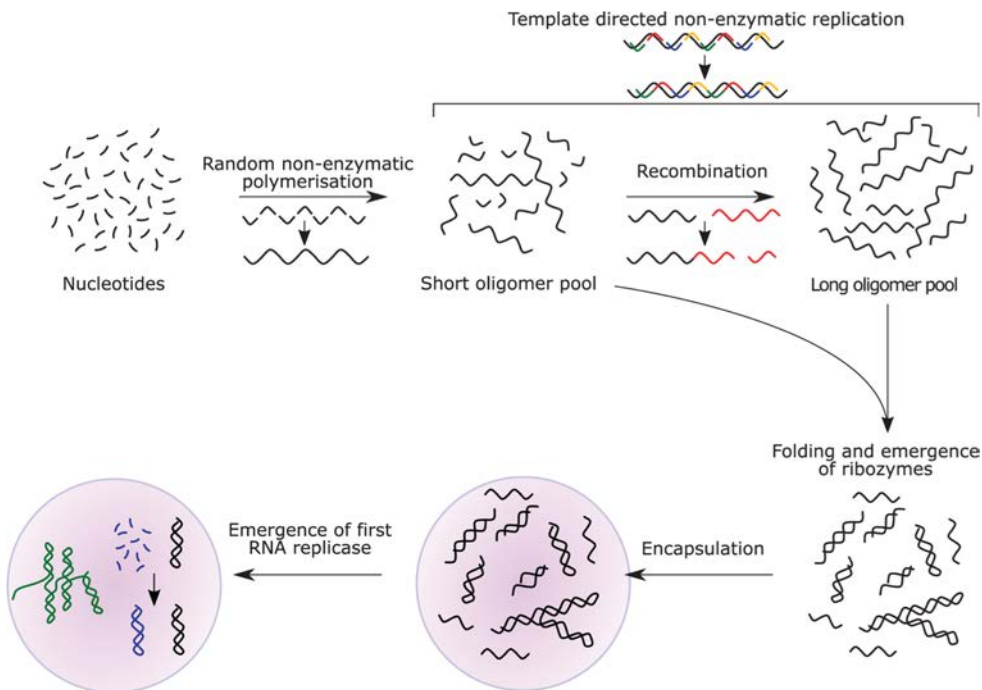 Template directed non-enzymatic replication
Random non-enzymatic
polymerisation
Recombination
Nucleotides
Short oligomer pool
Long oligomer pool
Folding and emergence
of ribozymes
Encapsulation
Emergence of first
RNA replicase